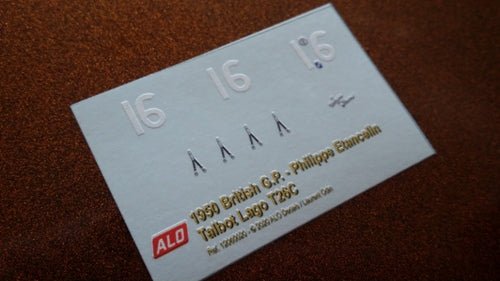 16 16 16
1950 British G.P. - Philippe Etancelin
Talbot Lago T26C
ALO